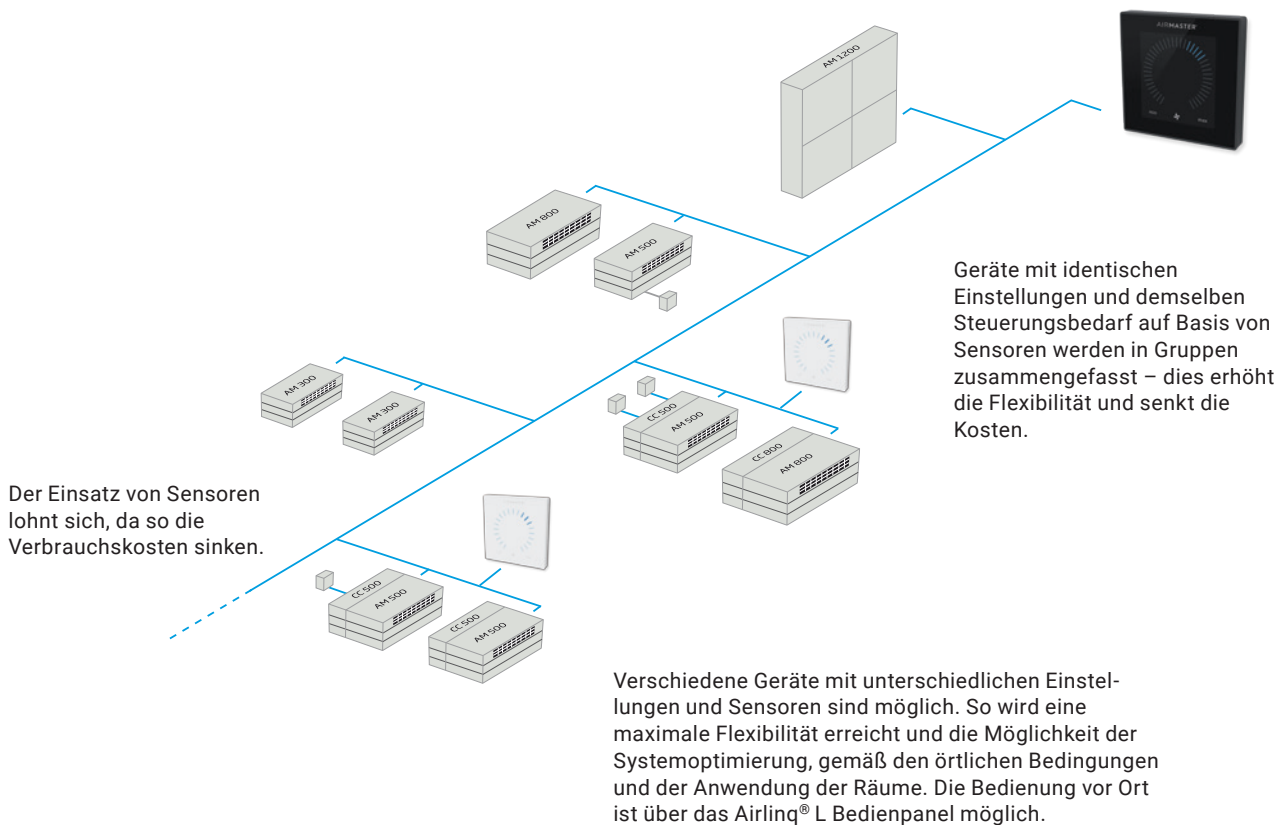 AIRMASTER
AM 1200
AM 800
AM 500
Geräte mit identischen
Einstellungen und demselben
Steuerungsbedarf auf Basis von
Sensoren werden in Gruppen
zusammengefasst – dies erhöht
die Flexibilität und senkt die
Kosten.
AM 300
AM 300
CC 500
AM 500
CC 800
AM 800
Der Einsatz von Sensoren
lohnt sich, da so die
Verbrauchskosten sinken.
CC 500
AM 500
CC 500
AM 500
Verschiedene Geräte mit unterschiedlichen Einstel-
lungen und Sensoren sind möglich. So wird eine
maximale Flexibilität erreicht und die Möglichkeit der
Systemoptimierung, gemäß den örtlichen Bedingungen
und der Anwendung der Räume. Die Bedienung vor Ort
ist über das Airlinq® L Bedienpanel möglich.